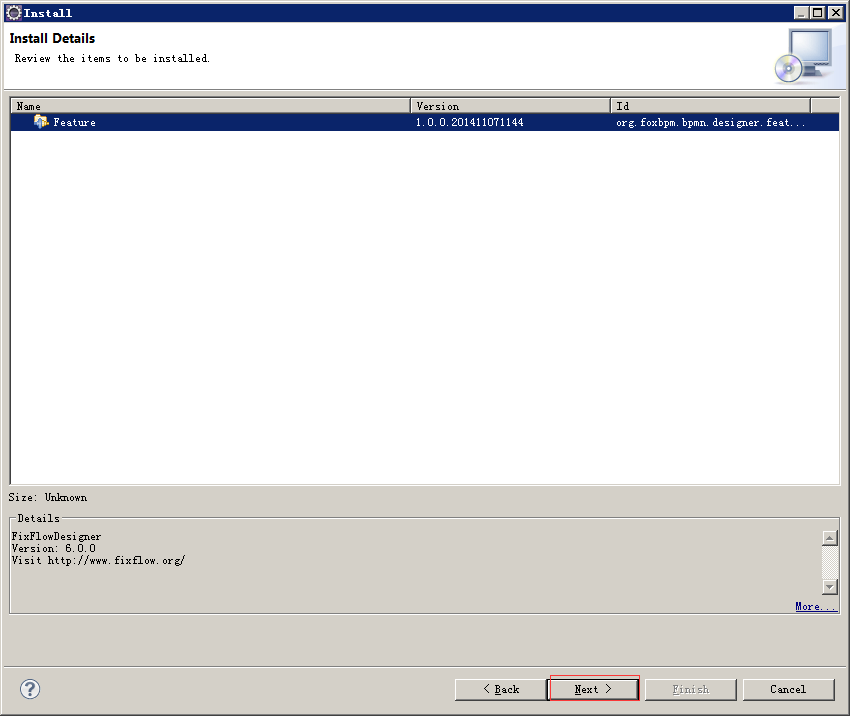 Install
Install Details
Review the items to be installed.
Name Version Id
Feature 1.0.0.201411071144 org.foxbpm.bpmn.designer.feat...
Size: Unknown
Details
FixFlowDesigner
Version: 6.0.0
Visit http://www.fixflow.org/
More...
? < Back Next > Finish Cancel